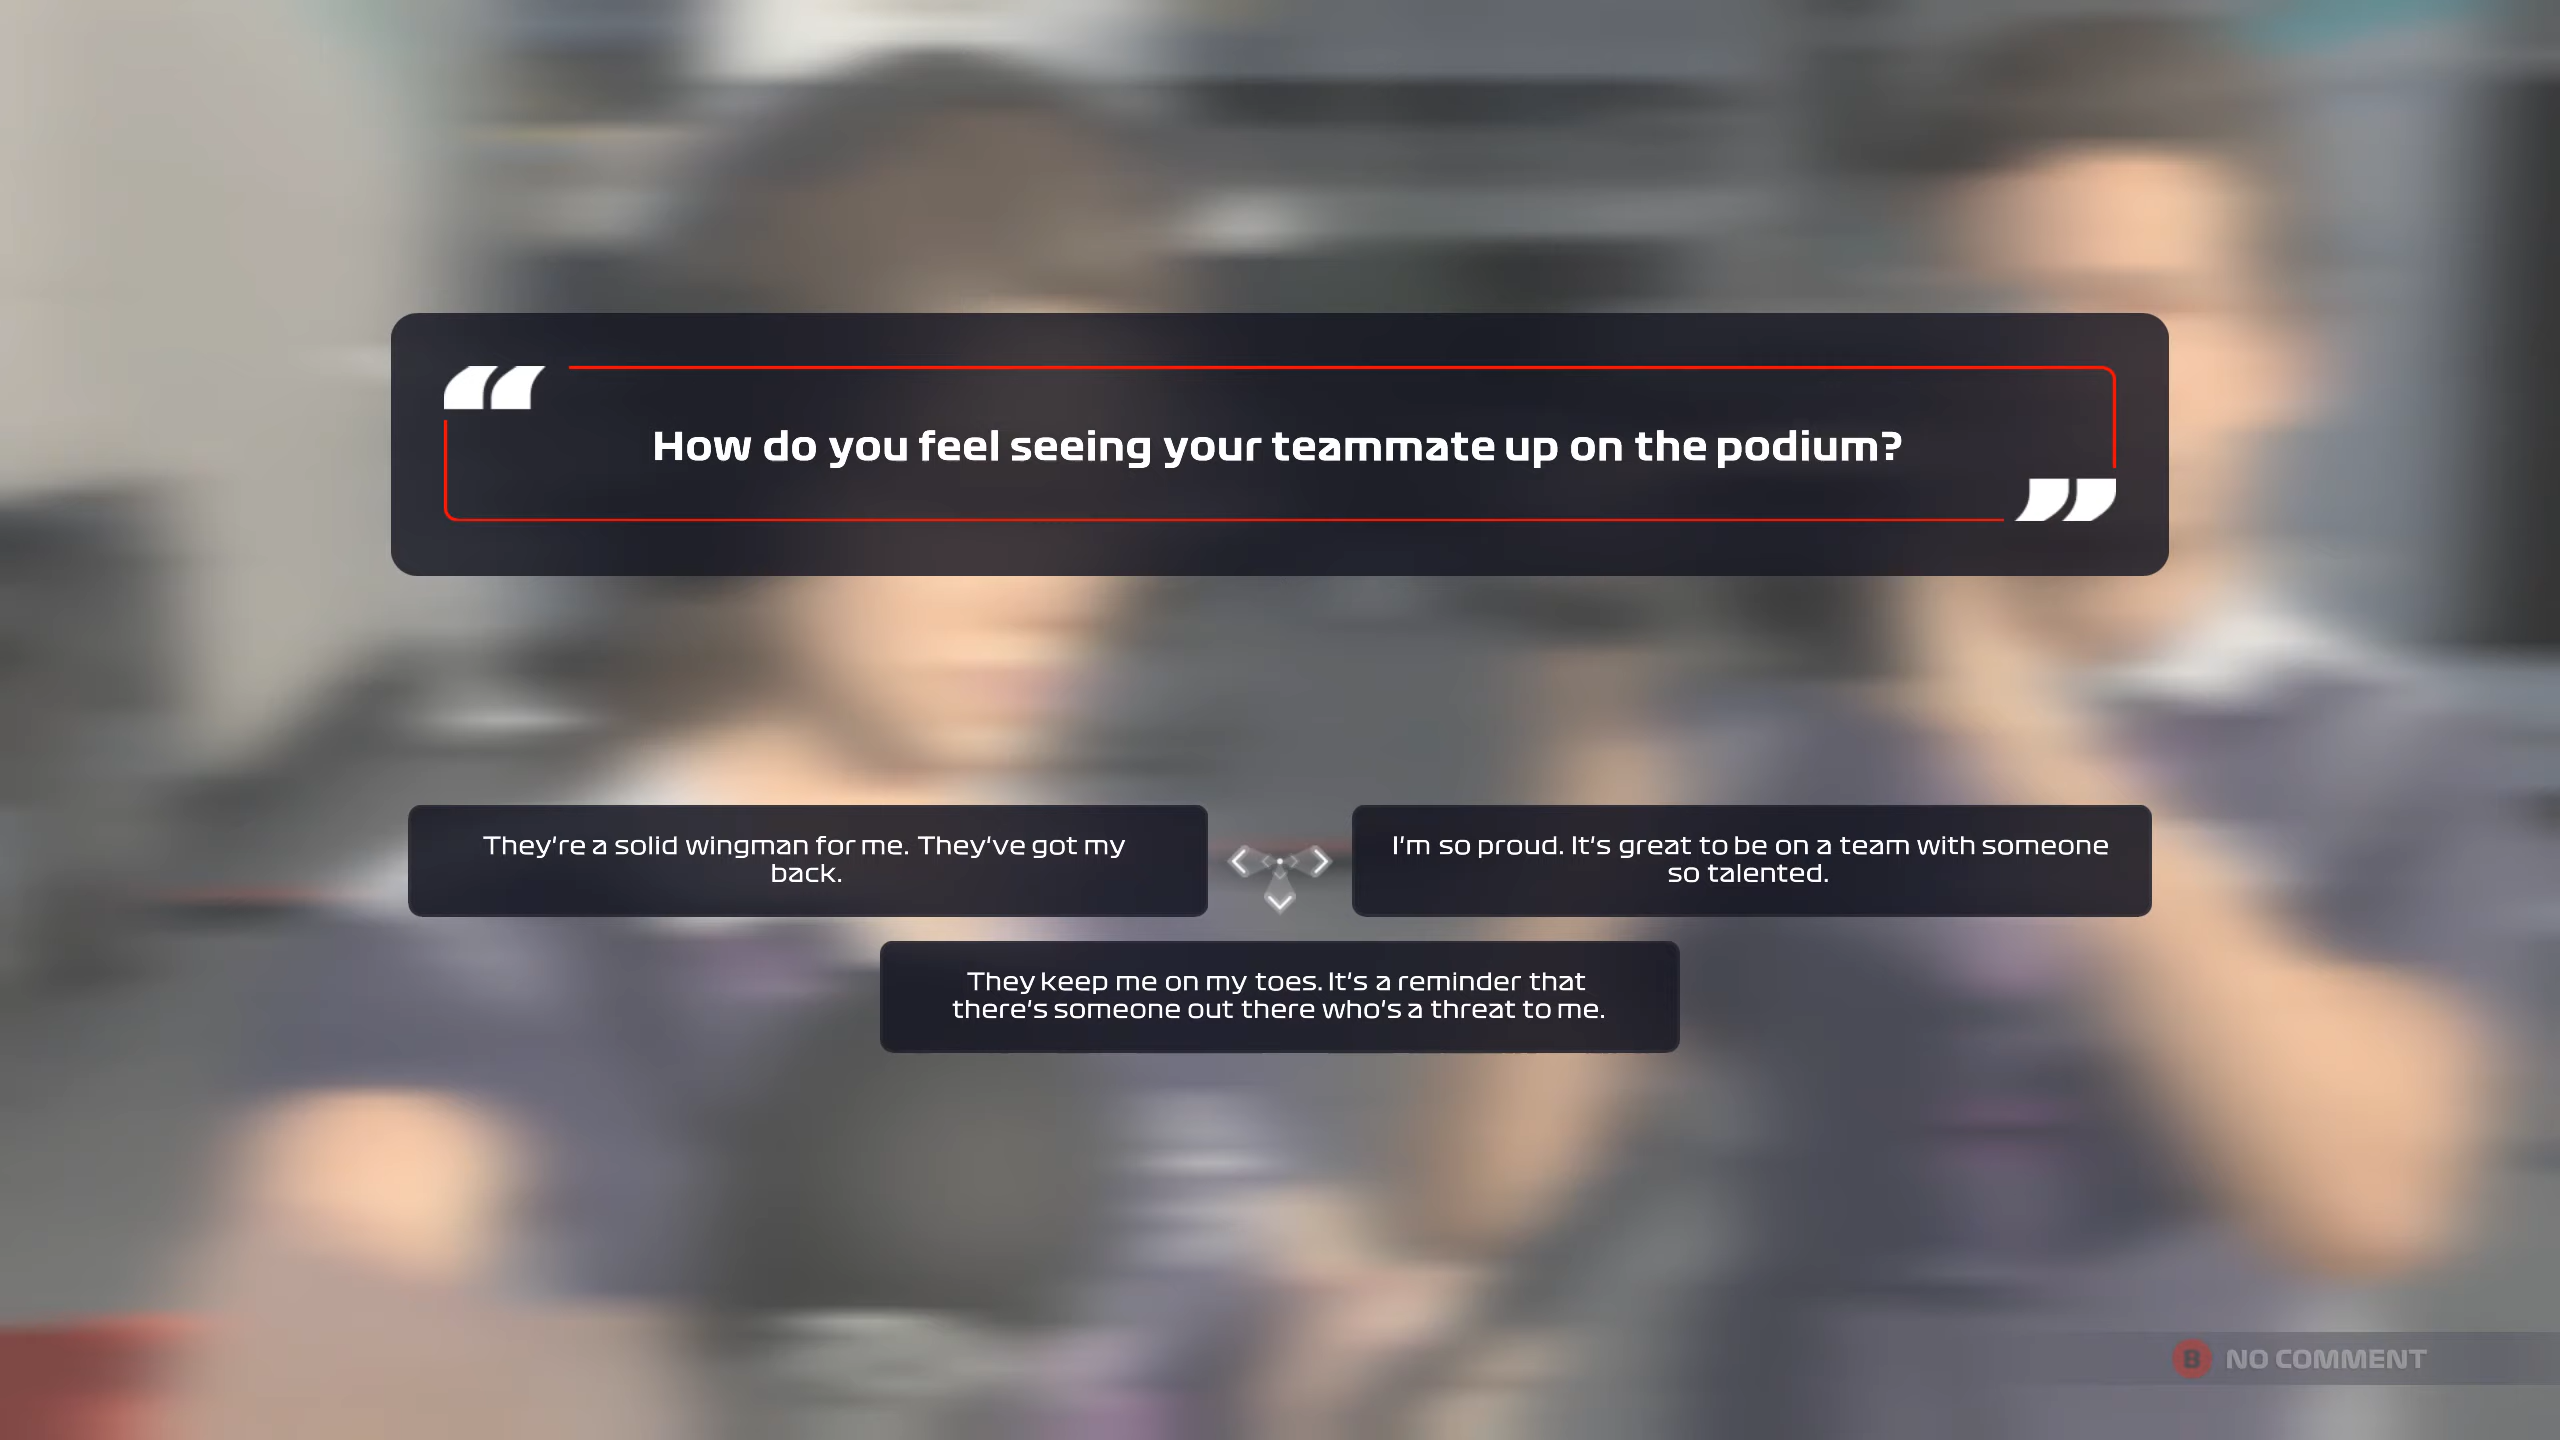 How do you feel seeing your teammate up on the podium?
They're a solid wingman for me. They've got my
back.
I'm so proud. It's great to be on a team with someone
so talented.
They keep me on my toes. It's a reminder that
there's someone out there who's a threat to me.
B NO COMMENT